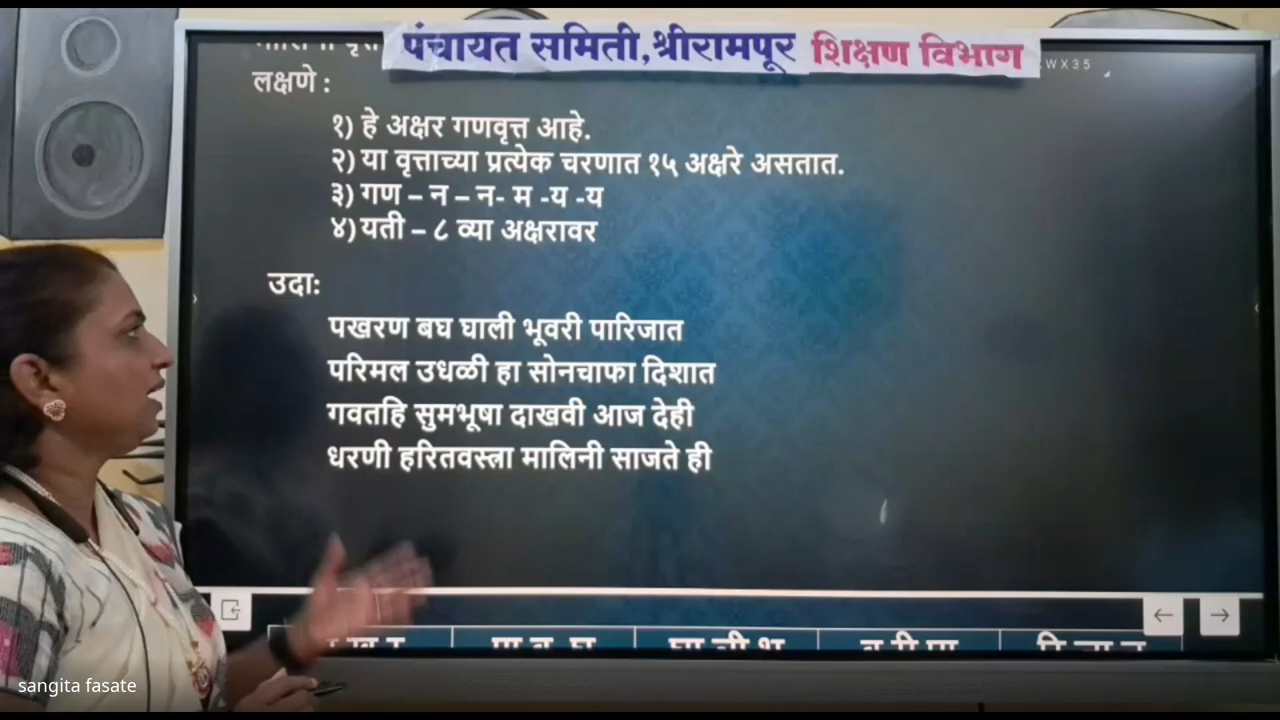 पंचायत समिती,श्रीरामपूर शिक्षण विभाग
लक्षणे :
१) हे अक्षर गणवृत्त आहे.
२) या वृत्ताच्या प्रत्येक चरणात १५ अक्षरे असतात.
३) गण – न – न- म -य -य
४) यती – ८ व्या अक्षरावर
उदा:
पखरण बघ घाली भूवरी पारिजात
परिमल उधळी हा सोनचाफा दिशात
गवतहि सुमभूषा दाखवी आज देही
धरणी हरितवस्त्रा मालिनी साजते ही
sangita fasate